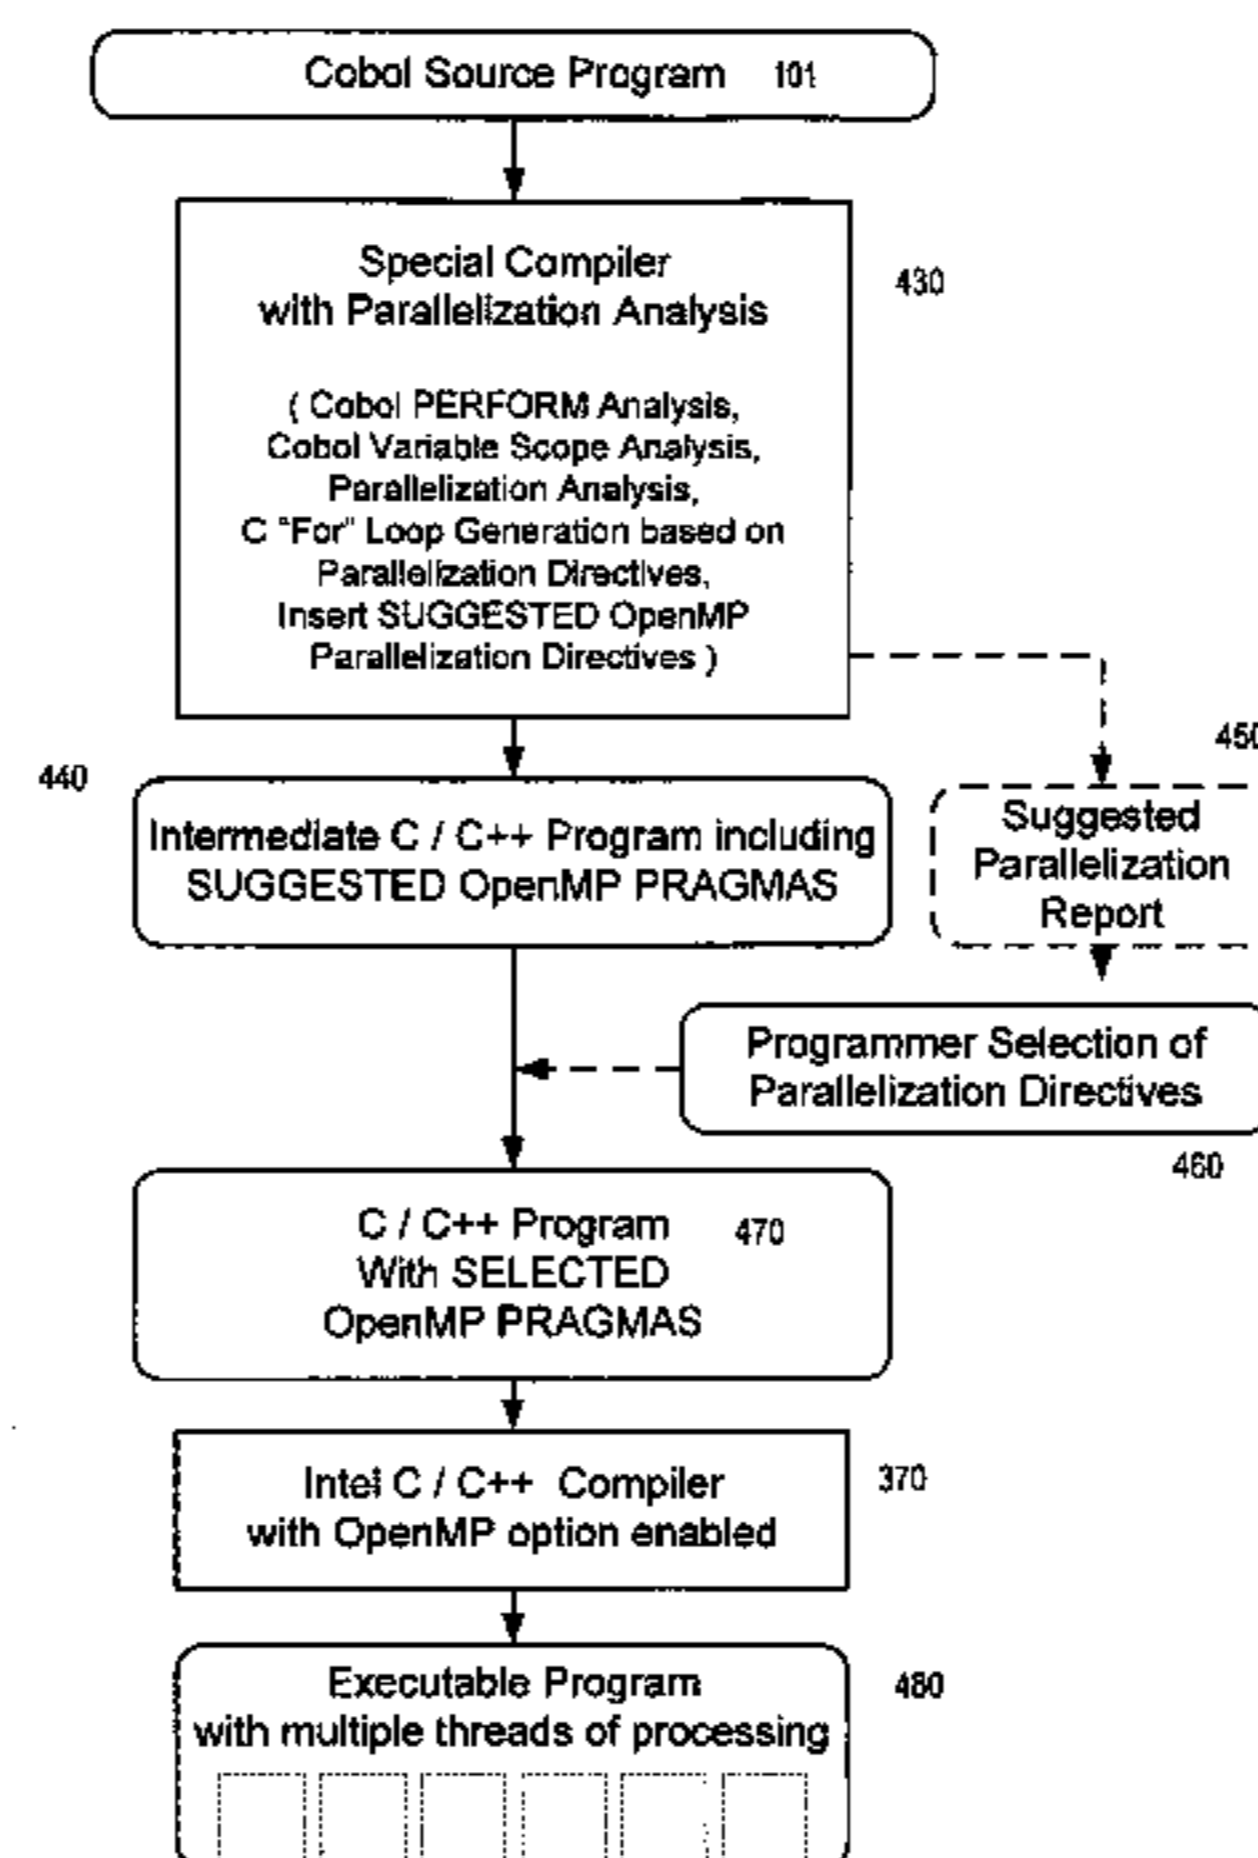 Cobol Source Program 101
Special Compiler
with Parallelization Analysis
430
( Cobol PERFORM Analysis,
Cobol Variable Scope Analysis,
Parallelization Analysis,
C "For" Loop Generation based on
Parallelization Directives,
Insert SUGGESTED OpenMP
Parallelization Directives )
450
440
Suggested
Parallelization
Report
Intermediate C / C++ Program including
SUGGESTED OpenMP PRAGMAS
Programmer Selection of
Parallelization Directives
460
C / C++ Program 470
With SELECTED
OpenMP PRAGMAS
Intel C / C++ Compiler
with OpenMP option enabled
370
Executable Program
with multiple threads of processing
480